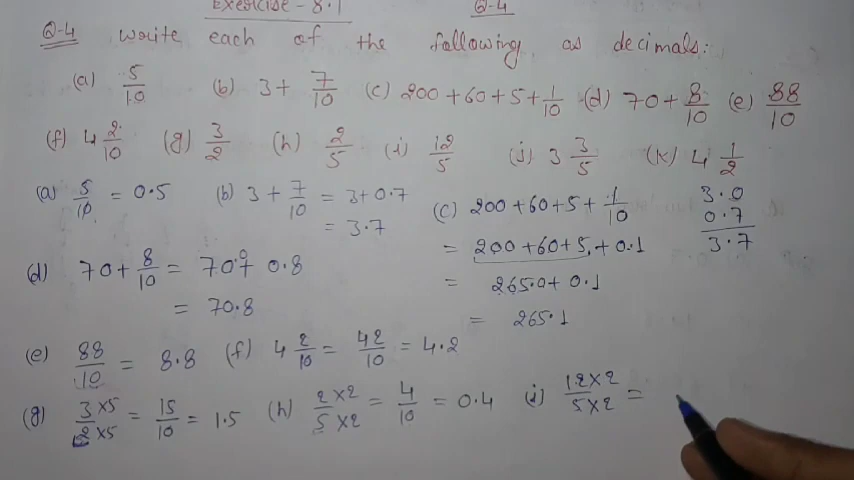 Exercise - 8.1 Q-4
Q-4 Write each of the following as decimals:
(a) 5/10 (b) 3 + 7/10 (c) 200 + 60 + 5 + 1/10 (d) 70 + 8/10 (e) 88/10
(f) 4 2/10 (g) 3/2 (h) 2/5 (i) 12/5 (j) 3 3/5 (k) 4 1/2
(a) 5/10 = 0.5 (b) 3 + 7/10 = 3 + 0.7
= 3.7
(c) 200 + 60 + 5 + 1/10
= 200 + 60 + 5 + 0.1
= 265.0 + 0.1
= 265.1
3.0
0.7
3.7
(d) 70 + 8/10 = 70.0 + 0.8
= 70.8
(e) 88/10 = 8.8 (f) 4 2/10 = 42/10 = 4.2
(g) 3×5/2×5 = 15/10 = 1.5 (h) 2×2/5×2 = 4/10 = 0.4 (i) 12×2/5×2 =